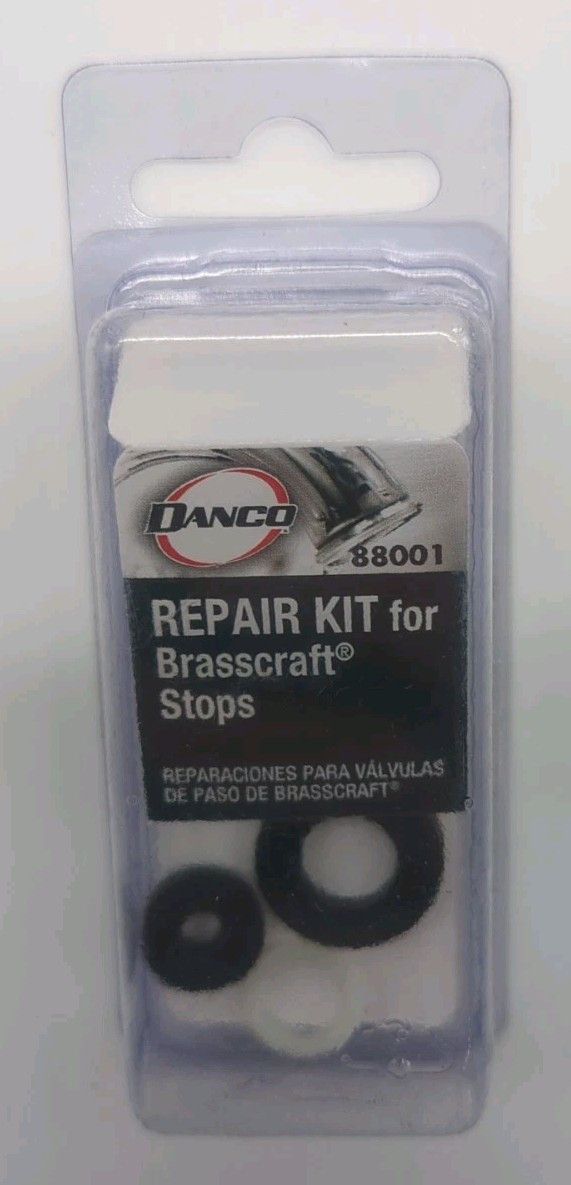 DANCO
88001
REPAIR KIT for
Brasscraft®
Stops
REPARACIONES PARA VÁLVULAS
DE PASO DE BRASSCRAFT®